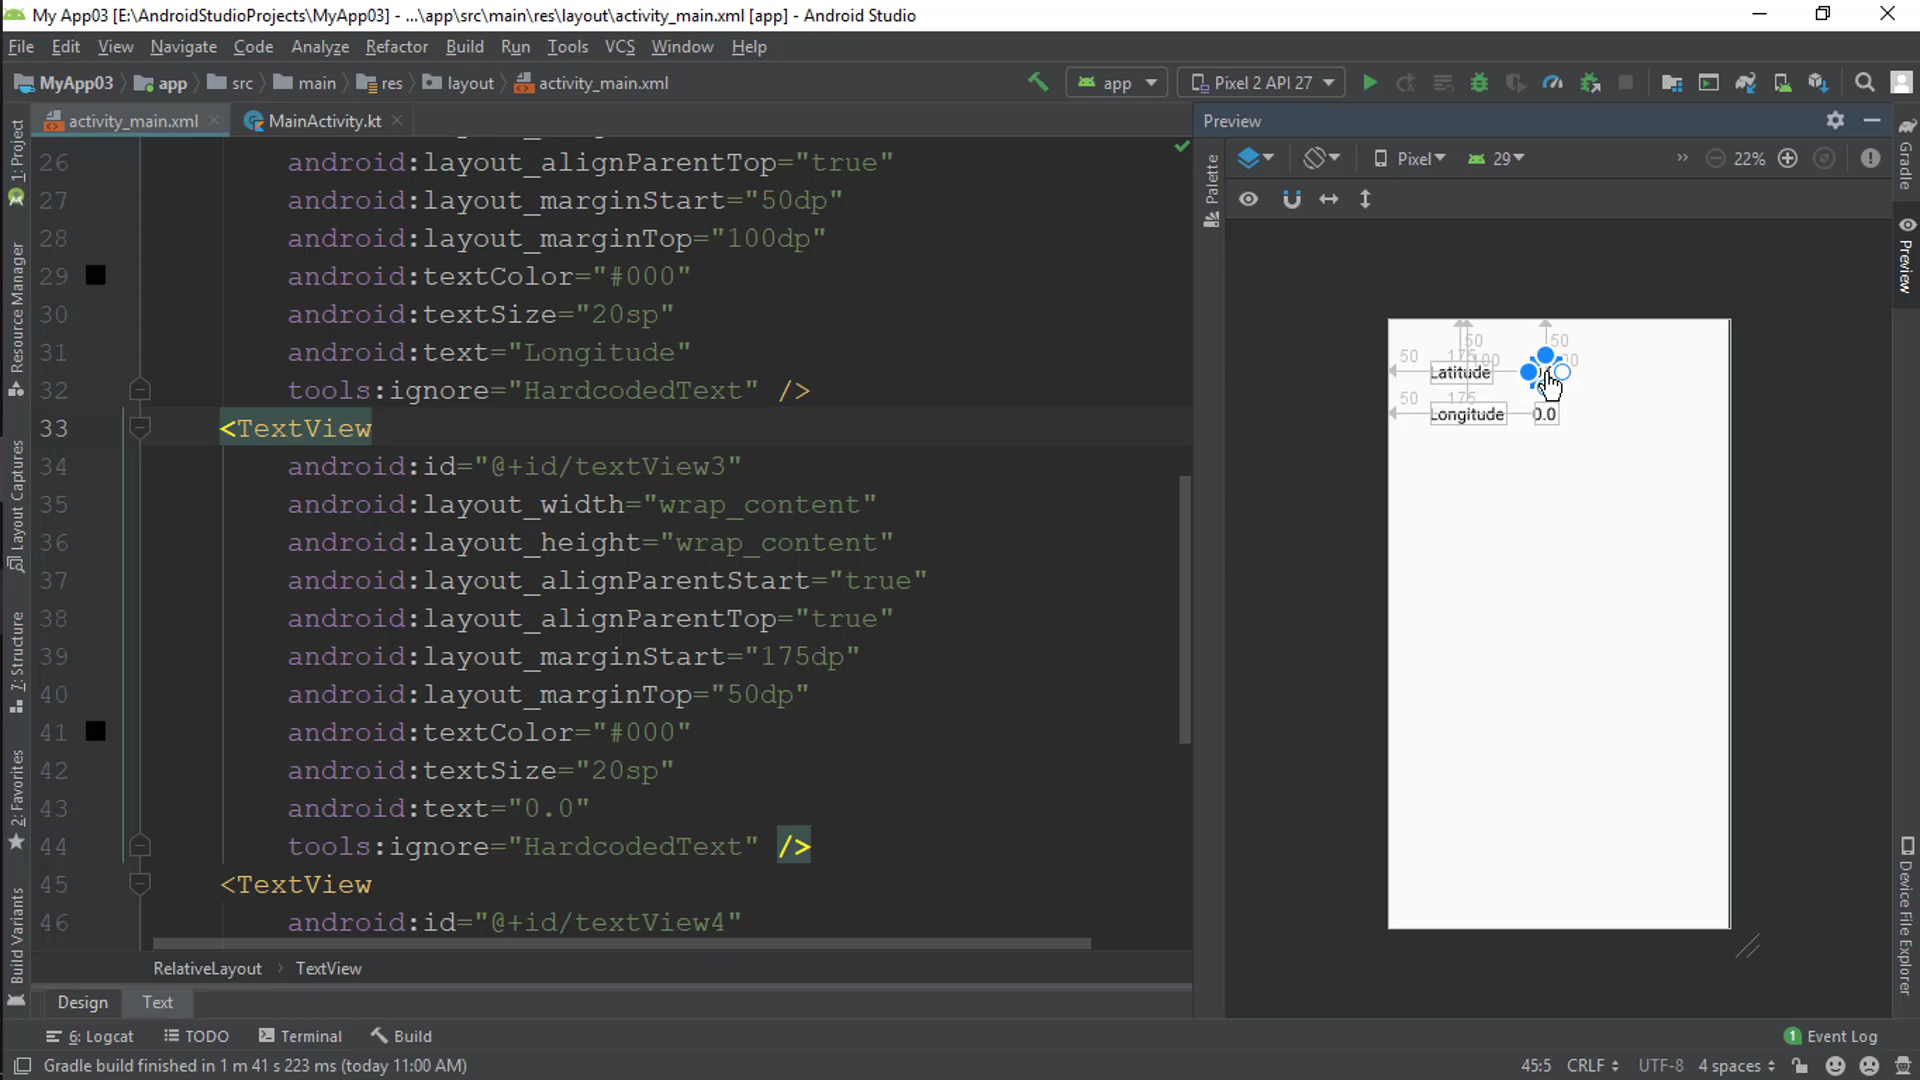 My App03 [E:\AndroidStudioProjects\MyApp03] - ...\app\src\main\res\layout\activity_main.xml [app] - Android Studio
File Edit View Navigate Code Analyze Refactor Build Run Tools VCS Window Help
MyApp03 app src main res layout activity_main.xml app Pixel 2 API 27
activity_main.xml MainActivity.kt
26 android:layout_alignParentTop="true"
27 android:layout_marginStart="50dp"
28 android:layout_marginTop="100dp"
29 android:textColor="#000"
30 android:textSize="20sp"
31 android:text="Longitude"
32 tools:ignore="HardcodedText" />
33 <TextView
34 android:id="@+id/textView3"
35 android:layout_width="wrap_content"
36 android:layout_height="wrap_content"
37 android:layout_alignParentStart="true"
38 android:layout_alignParentTop="true"
39 android:layout_marginStart="175dp"
40 android:layout_marginTop="50dp"
41 android:textColor="#000"
42 android:textSize="20sp"
43 android:text="0.0"
44 tools:ignore="HardcodedText" />
45 <TextView
46 android:id="@+id/textView4"
RelativeLayout TextView
Design Text
Preview
Pixel 29 22%
50 50
50 175 100
Latitude
50 175
Longitude 0.0
1: Project
Resource Manager
Layout Captures
7: Structure
2: Favorites
Build Variants
Palette
Gradle
Preview
Device File Explorer
6: Logcat TODO Terminal Build 1 Event Log
Gradle build finished in 1 m 41 s 223 ms (today 11:00 AM) 45:5 CRLF UTF-8 4 spaces